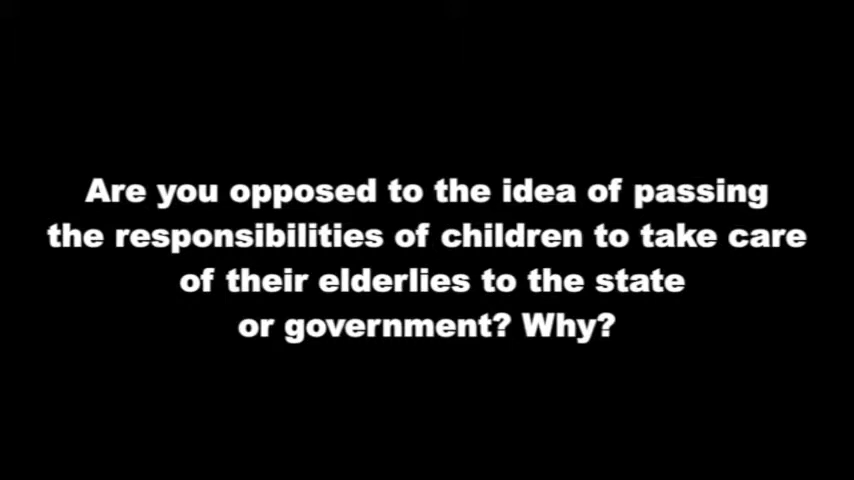 Are you opposed to the idea of passing
the responsibilities of children to take care
of their elderlies to the state
or government? Why?